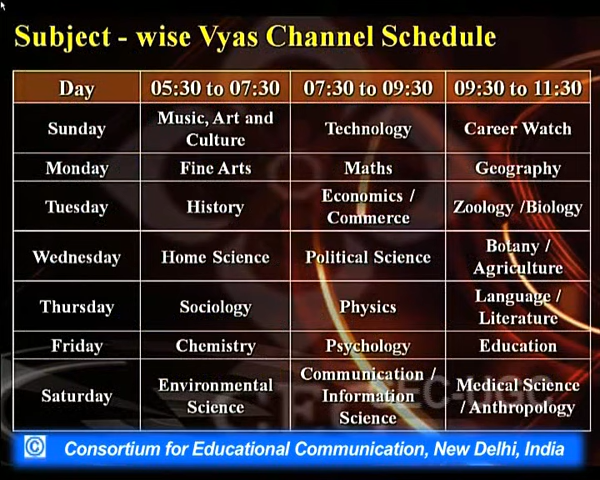 Subject - wise Vyas Channel Schedule
Day 05:30 to 07:30 07:30 to 09:30 09:30 to 11:30
Sunday Music, Art and Culture Technology Career Watch
Monday Fine Arts Maths Geography
Tuesday History Economics / Commerce Zoology /Biology
Wednesday Home Science Political Science Botany / Agriculture
Thursday Sociology Physics Language / Literature
Friday Chemistry Psychology Education
Saturday Environmental Science Communication / Information Science Medical Science / Anthropology
© Consortium for Educational Communication, New Delhi, India